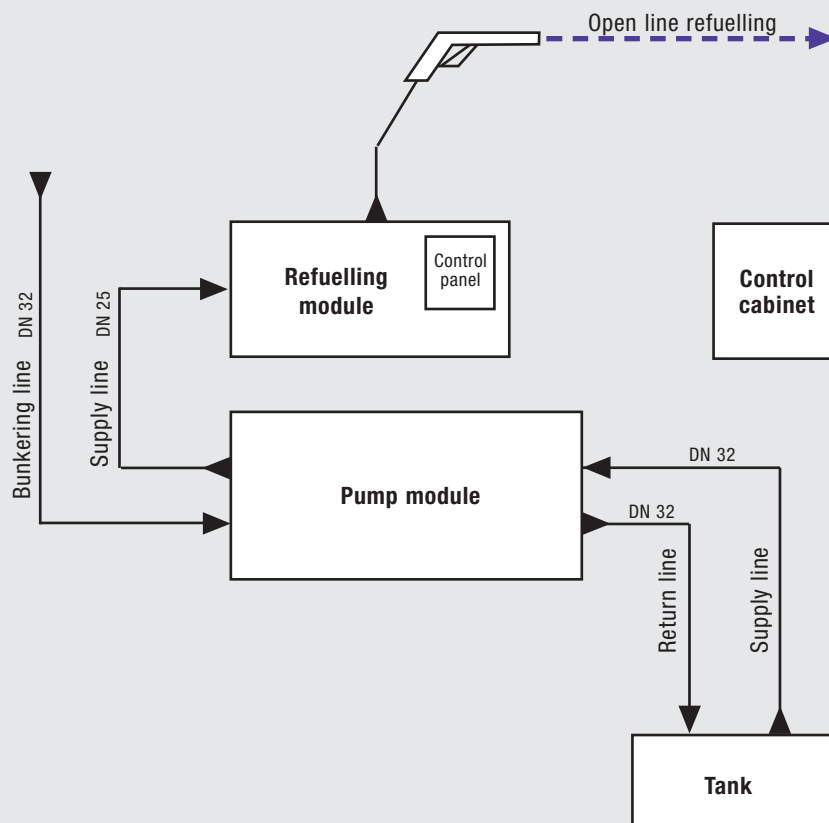 Open line refuelling
Refuelling
module
Control
panel
Control
cabinet
Bunkering line DN 32
Supply line DN 25
Pump module
DN 32
DN 32
Return line
Supply line
Tank